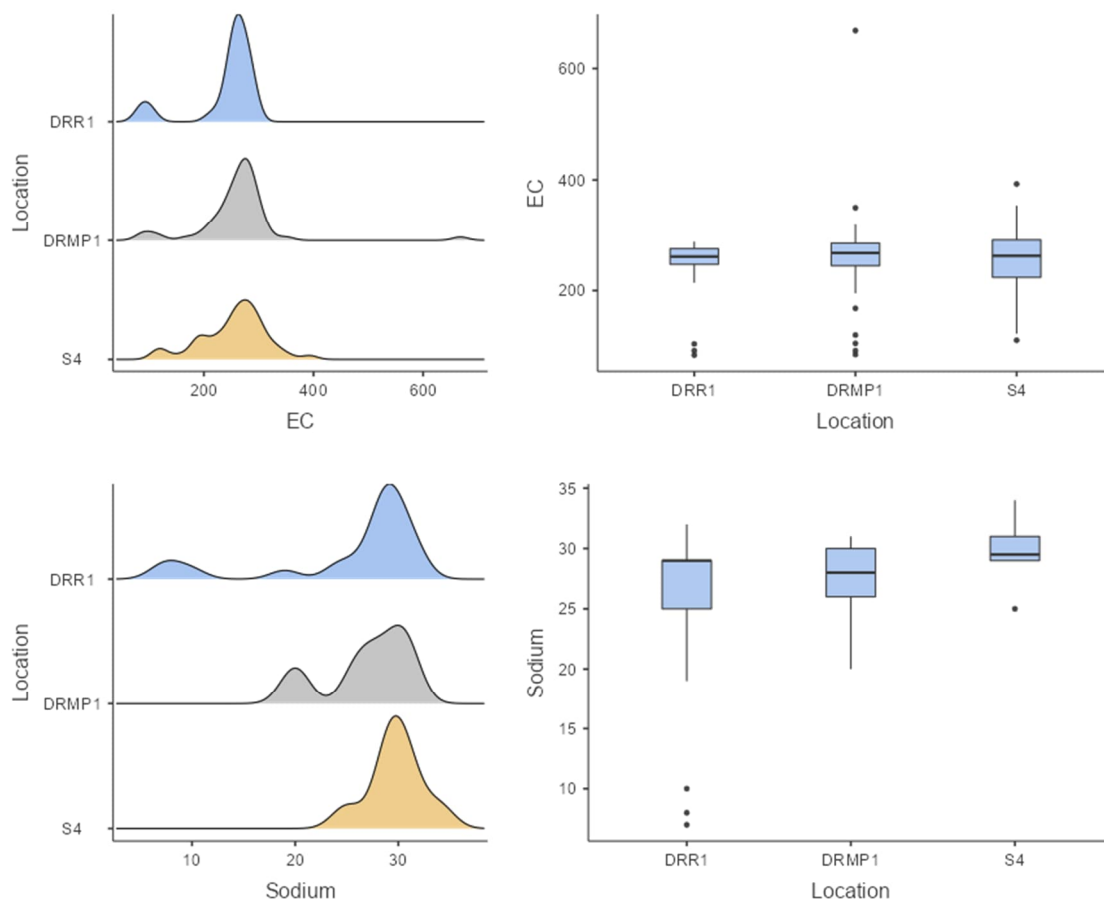 DRR1
DRMP1
S4
Location
200
400
600
EC
600
400
200
EC
DRR1
DRMP1
S4
Location
DRR1
DRMP1
S4
Location
10
20
30
Sodium
35
30
25
20
15
10
Sodium
DRR1
DRMP1
S4
Location